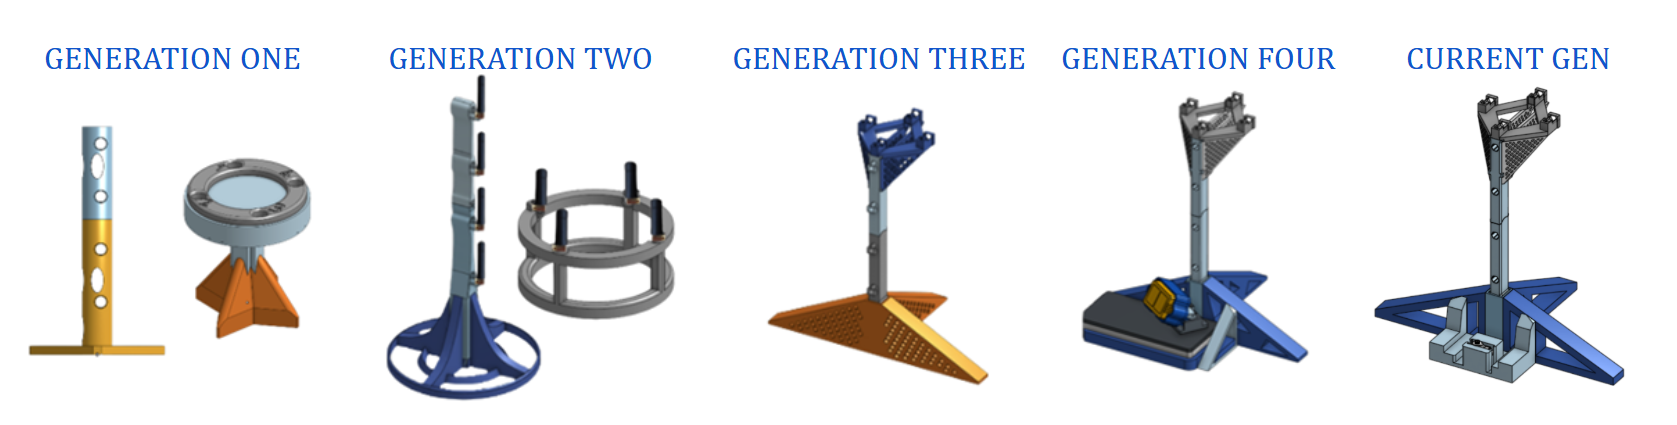 GENERATION ONE
GENERATION TWO
GENERATION THREE
GENERATION FOUR
CURRENT GEN